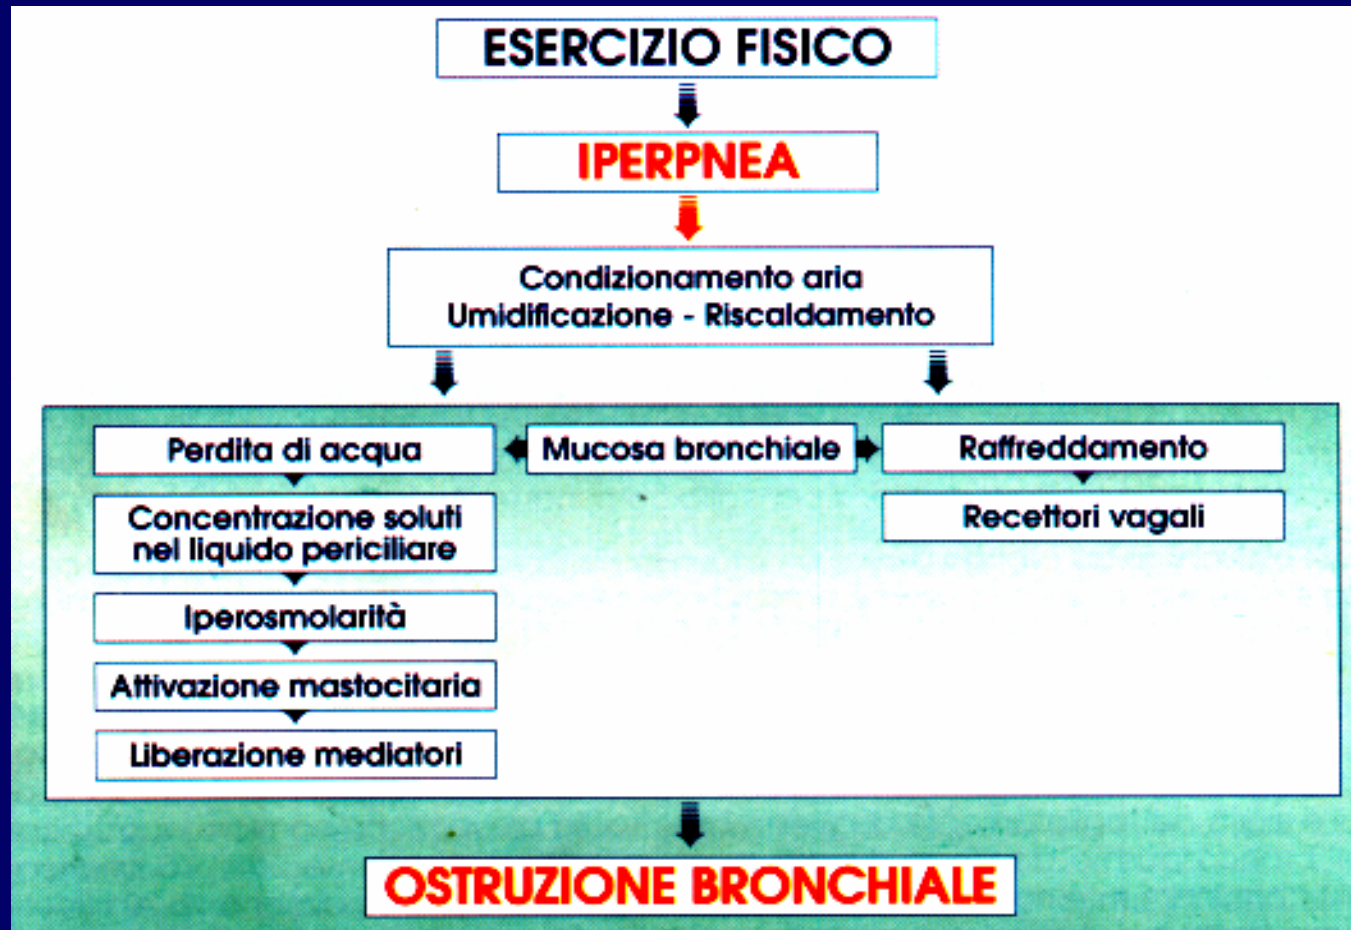 ESERCIZIO FISICO
IPERPNEA
Condizionamento aria
Umidificazione - Riscaldamento
Perdita di acqua
Mucosa bronchiale
Raffreddamento
Concentrazione soluti
nel liquido periciliare
Recettori vagali
Iperosmolarità
Attivazione mastocitaria
Liberazione mediatori
OSTRUZIONE BRONCHIALE